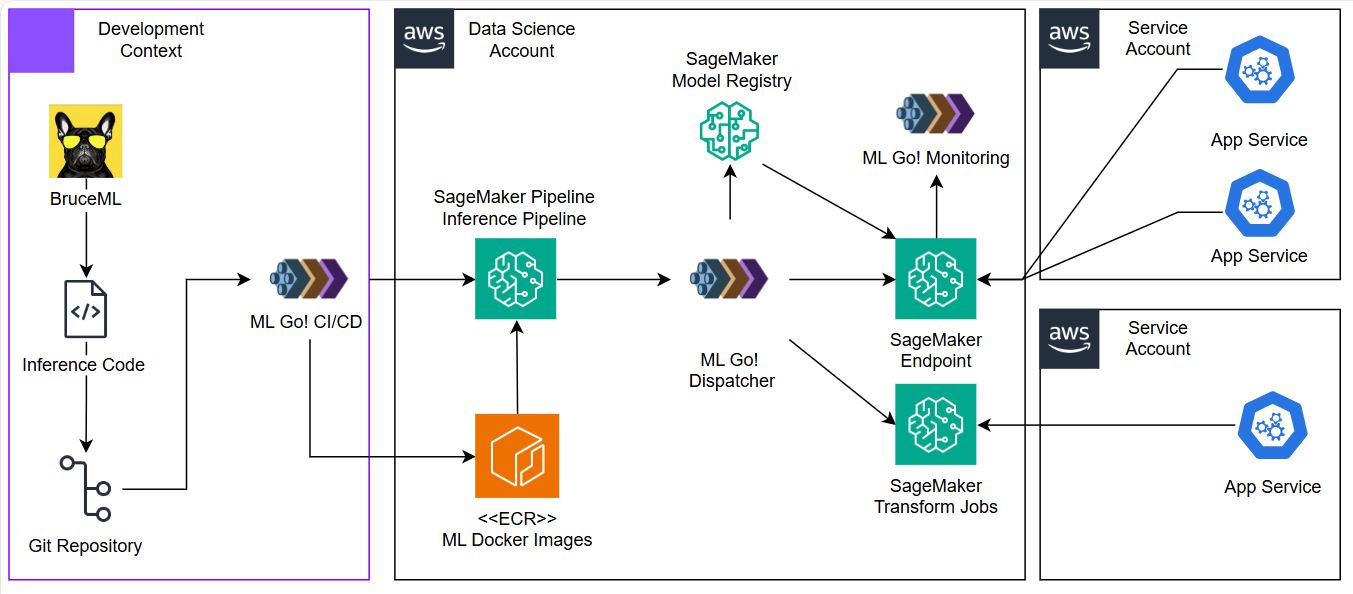 Development
Context
BruceML
</>
Inference Code
Git Repository
ML Go! CI/CD
aws
Data Science
Account
SageMaker
Model Registry
ML Go! Monitoring
SageMaker Pipeline
Inference Pipeline
ML Go!
Dispatcher
SageMaker
Endpoint
<<ECR>>
ML Docker Images
SageMaker
Transform Jobs
aws
Service
Account
App Service
App Service
aws
Service
Account
App Service